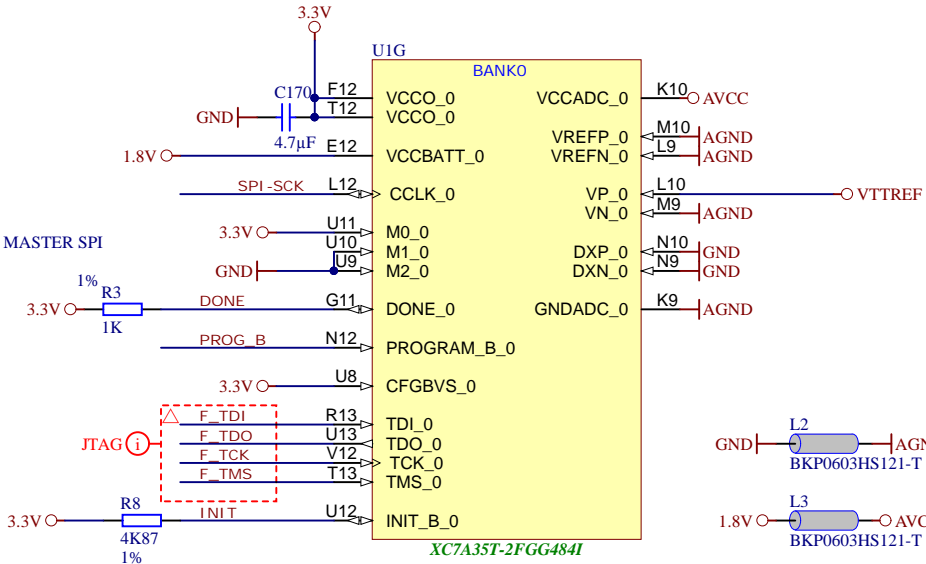 3.3V
U1G
BANK0
C170
F12
VCCO_0
VCCADC_0
K10
AVCC
GND
T12
VCCO_0
4.7µF
VREFP_0
M10
AGND
1.8V
E12
VCCBATT_0
VREFN_0
L9
AGND
SPI-SCK
L12
CCLK_0
VP_0
L10
VTTREF
VN_0
M9
AGND
3.3V
U11
M0_0
MASTER SPI
U10
M1_0
DXP_0
N10
GND
GND
U9
M2_0
DXN_0
N9
GND
1%
R3
3.3V
DONE
G11
DONE_0
GNDADC_0
K9
AGND
1K
PROG_B
N12
PROGRAM_B_0
3.3V
U8
CFGBVS_0
F_TDI
R13
TDI_0
JTAG
i
F_TDO
U13
TDO_0
F_TCK
V12
TCK_0
F_TMS
T13
TMS_0
L2
GND
AGN
BKP0603HS121-T
R8
3.3V
INIT
U12
INIT_B_0
4K87
1%
L3
1.8V
AVC
BKP0603HS121-T
XC7A35T-2FGG484I